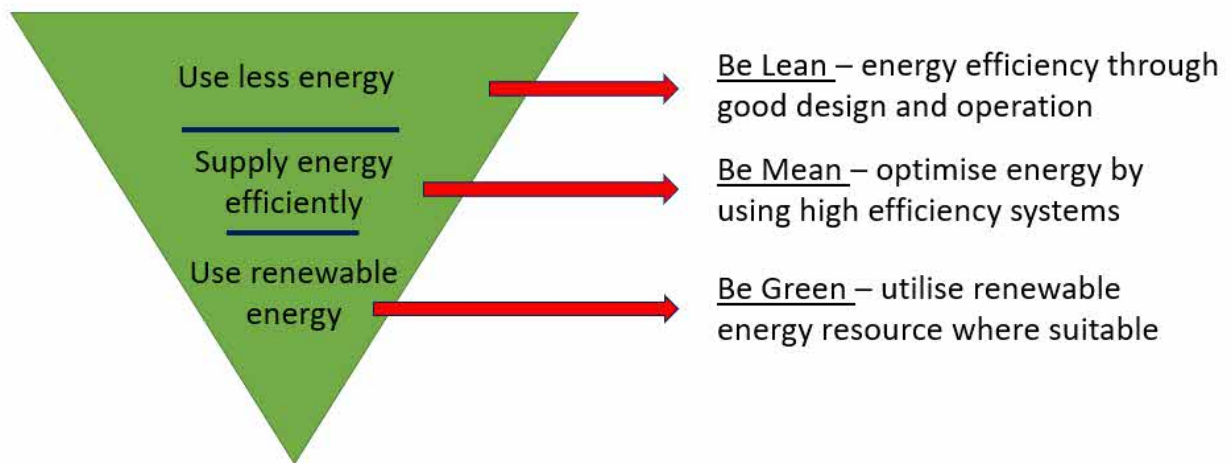 Use less energy
Be Lean – energy efficiency through
good design and operation
Supply energy
efficiently
Be Mean – optimise energy by
using high efficiency systems
Use renewable
energy
Be Green – utilise renewable
energy resource where suitable